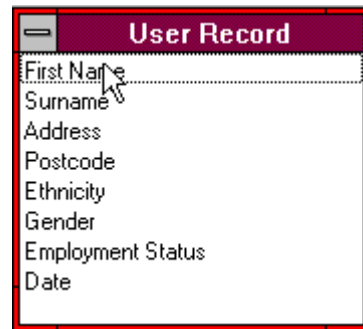 User Record
First Name
Surname
Address
Postcode
Ethnicity
Gender
Employment Status
Date